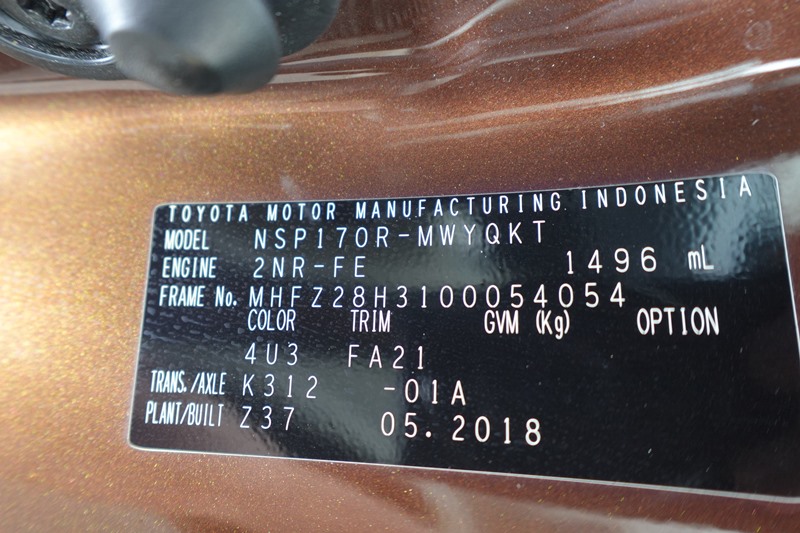 TOYOTA MOTOR MANUFACTURING INDONESIA
MODEL NSP170R-MWYQKT
ENGINE 2NR-FE 1496 mL
FRAME No. MHFZ28H3100054054
COLOR TRIM GVM (Kg) OPTION
4U3 FA21
TRANS./AXLE K312 -01A
PLANT/BUILT Z37 05.2018